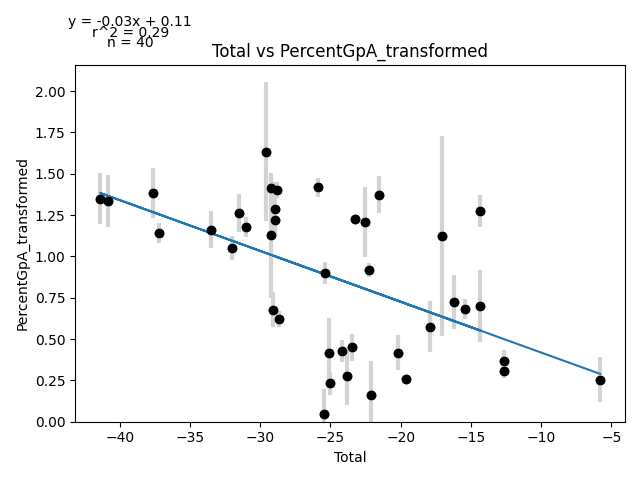 y = -0.03x + 0.11
r^2 = 0.29
n = 40
Total vs PercentGpA_transformed
2.00
1.75
1.50
1.25
1.00
0.75
0.50
0.25
0.00
PercentGpA_transformed
−40 −35 −30 −25 −20 −15 −10 −5
Total